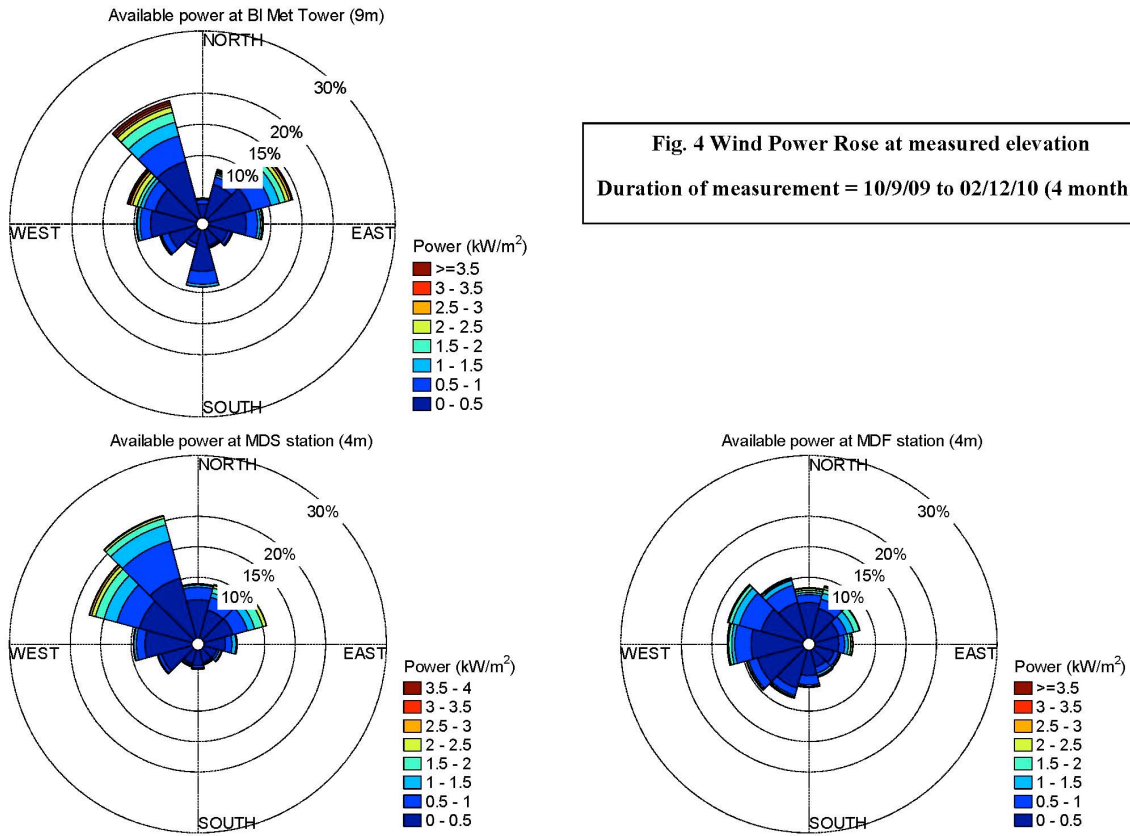 Available power at BI Met Tower (9m)
NORTH
30%
20%
15%
10%
WEST
EAST
SOUTH
Power (kW/m²)
>=3.5
3 - 3.5
2.5 - 3
2 - 2.5
1.5 - 2
1 - 1.5
0.5 - 1
0 - 0.5
Fig. 4 Wind Power Rose at measured elevation
Duration of measurement = 10/9/09 to 02/12/10 (4 month
Available power at MDS station (4m)
NORTH
30%
20%
15%
10%
WEST
EAST
SOUTH
Power (kW/m²)
3.5 - 4
3 - 3.5
2.5 - 3
2 - 2.5
1.5 - 2
1 - 1.5
0.5 - 1
0 - 0.5
Available power at MDF station (4m)
NORTH
30%
20%
15%
10%
WEST
EAST
SOUTH
Power (kW/m²)
>=3.5
3 - 3.5
2.5 - 3
2 - 2.5
1.5 - 2
1 - 1.5
0.5 - 1
0 - 0.5